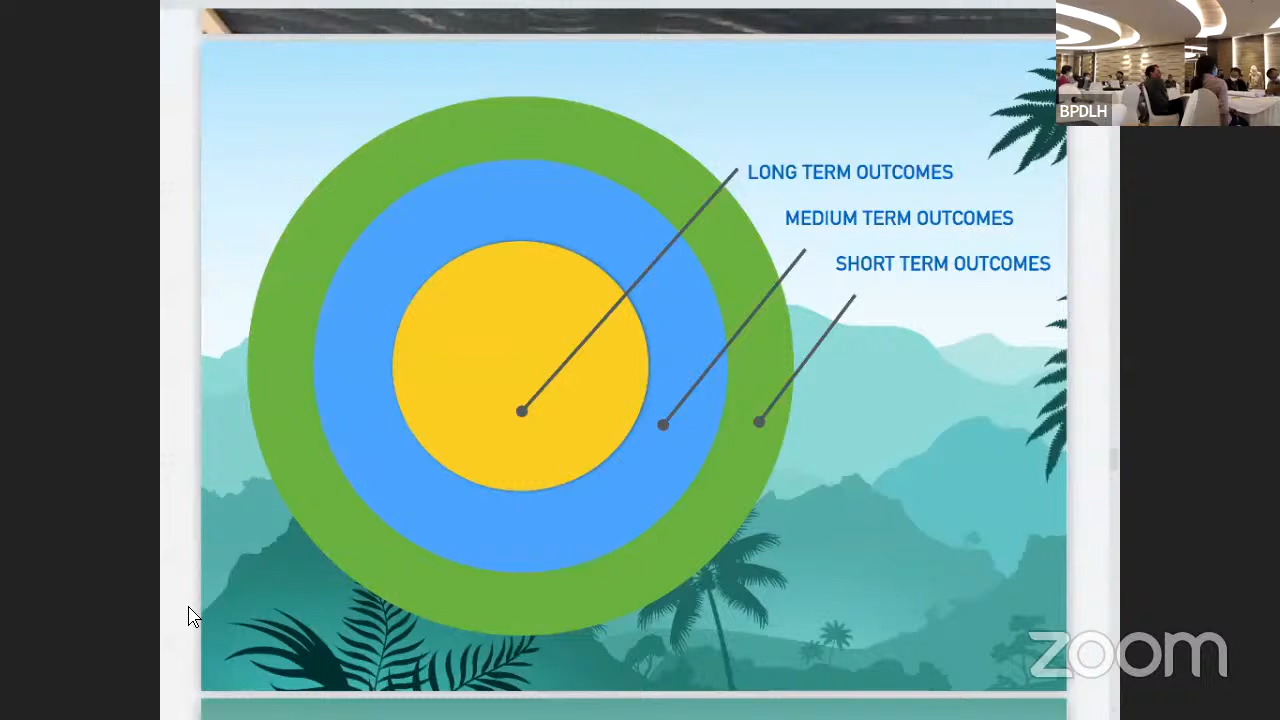 BPDLH
LONG TERM OUTCOMES
MEDIUM TERM OUTCOMES
SHORT TERM OUTCOMES
zoom